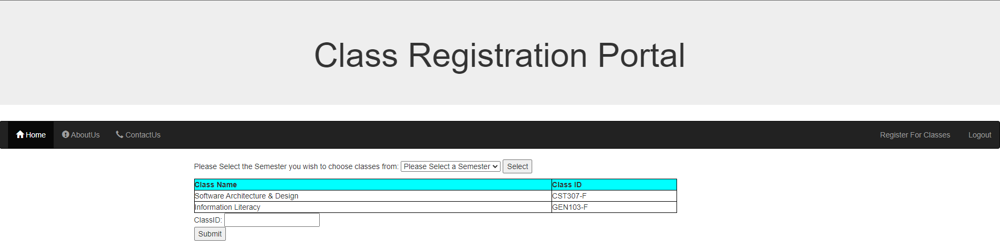 Class Registration Portal
Home AboutUs ContactUs Register For Classes Logout
Please Select the Semester you wish to choose classes from: Please Select a Semester Select
Class Name Class ID
Software Architecture & Design CST307-F
Information Literacy GEN103-F
ClassID:
Submit